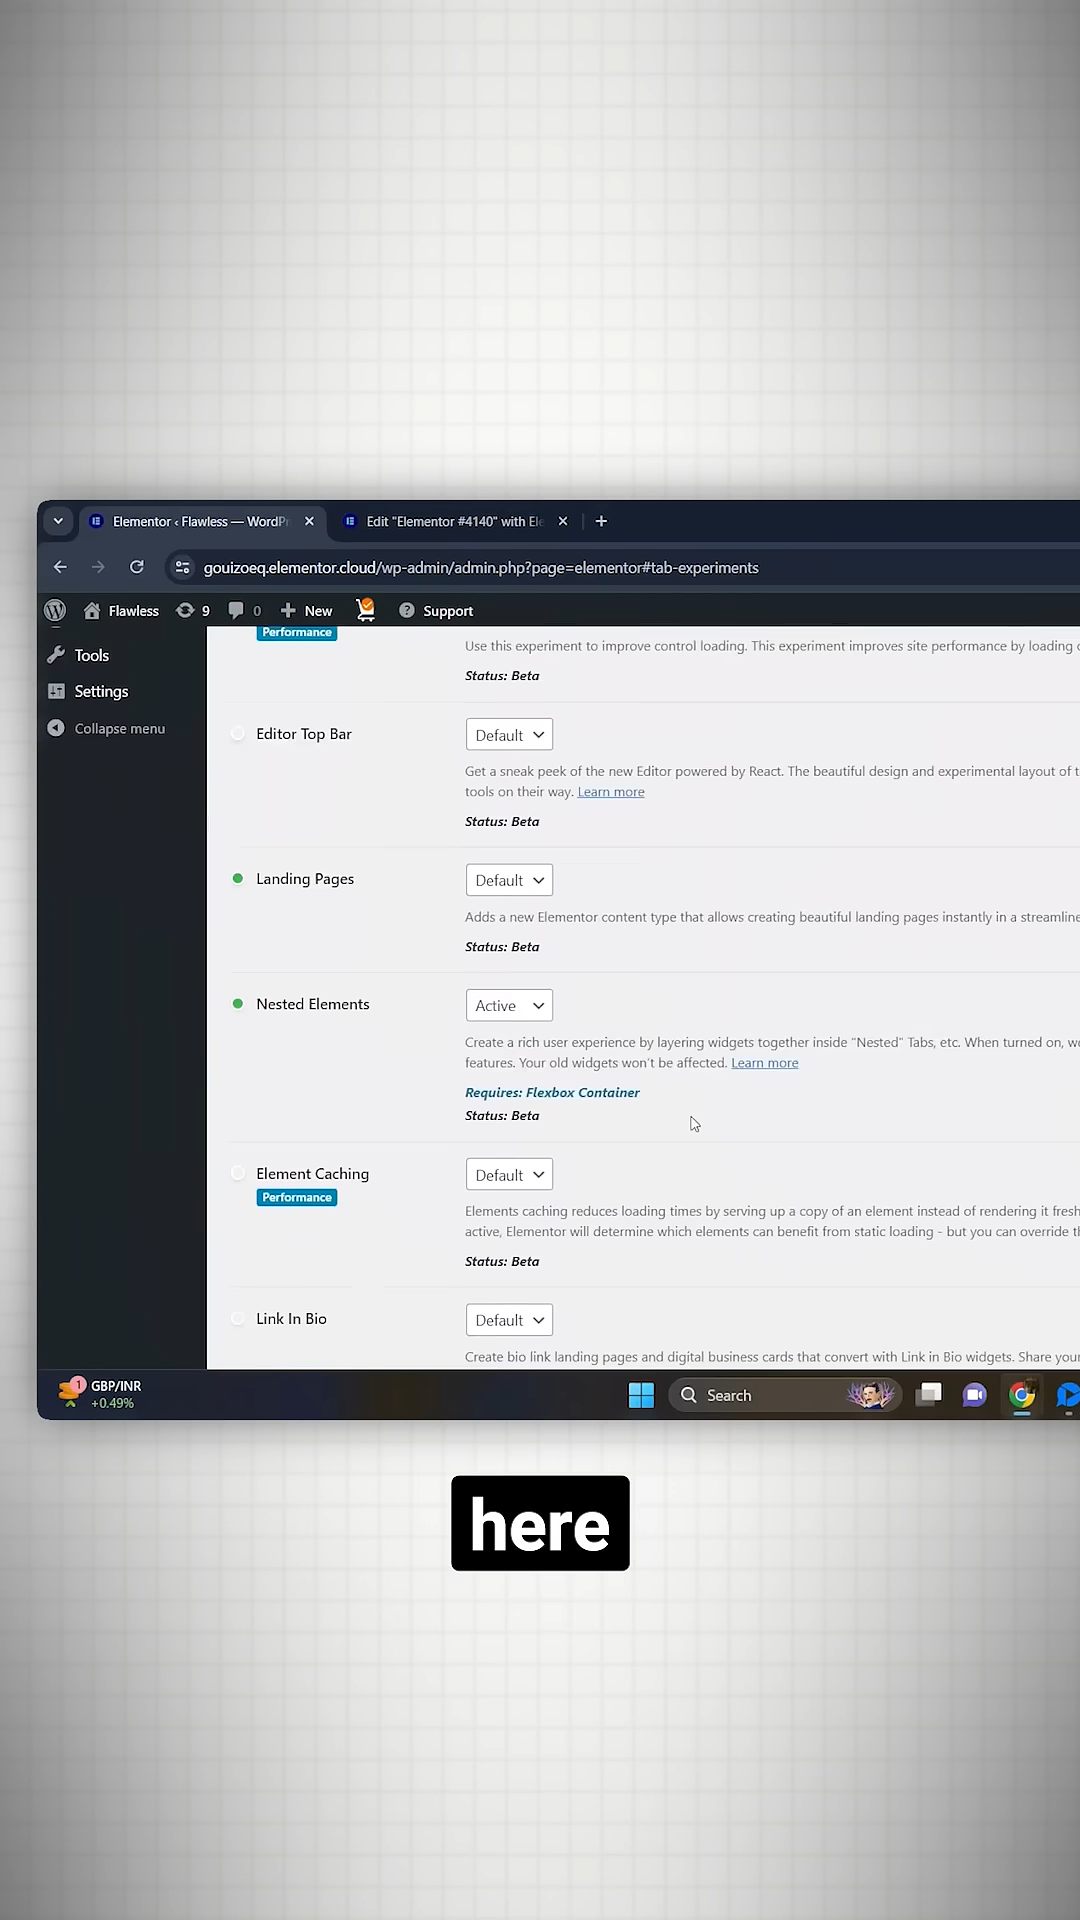 Elementor ‹ Flawless — WordPr
Edit "Elementor #4140" with Ele
gouizoeq.elementor.cloud/wp-admin/admin.php?page=elementor#tab-experiments
Flawless 9 0 New Support
Tools
Settings
Collapse menu
Performance
Use this experiment to improve control loading. This experiment improves site performance by loading
Status: Beta
Editor Top Bar
Default
Get a sneak peek of the new Editor powered by React. The beautiful design and experimental layout of
tools on their way. Learn more
Status: Beta
Landing Pages
Default
Adds a new Elementor content type that allows creating beautiful landing pages instantly in a streamline
Status: Beta
Nested Elements
Active
Create a rich user experience by layering widgets together inside "Nested" Tabs, etc. When turned on,
features. Your old widgets won't be affected. Learn more
Requires: Flexbox Container
Status: Beta
Element Caching
Default
Performance
Elements caching reduces loading times by serving up a copy of an element instead of rendering it fresh
active, Elementor will determine which elements can benefit from static loading - but you can override
Status: Beta
Link In Bio
Default
Create bio link landing pages and digital business cards that convert with Link in Bio widgets. Share your
1
GBP/INR
+0.49%
Search
here